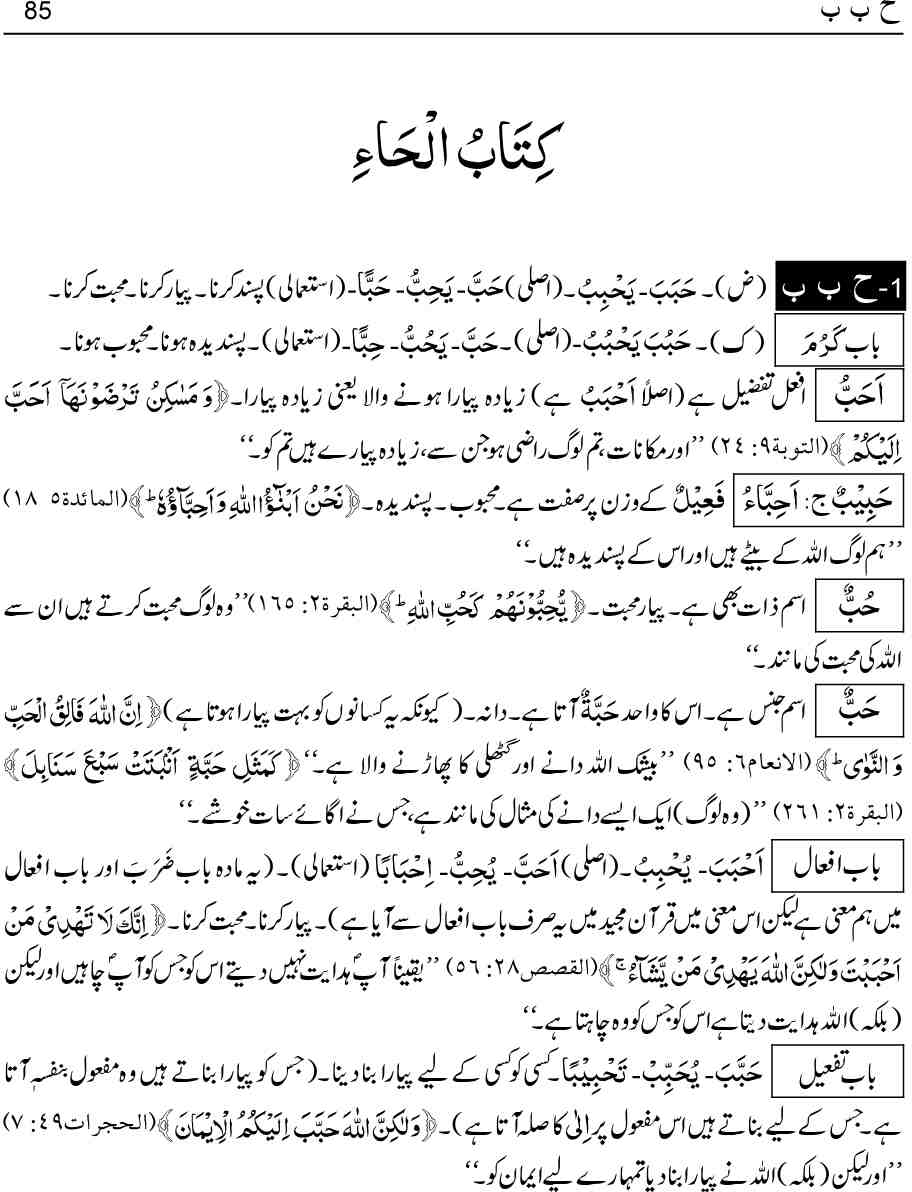 85 ح ب ب
كِتَابُ الْحَاءِ
1- ح ب ب (ض)۔ حَبَبَ- يَحْبِبُ۔(اصلی) حَبَّ- يَحِبُّ- حَبًّا-(استعمالی) پسند کرنا۔ پیار کرنا۔ محبت کرنا۔
باب كَرُمَ (ک)۔ حَبُبَ يَحْبُبُ-(اصلی)۔ حَبَّ- يَحُبُّ- حِبًّا-(استعمالی)۔ پسندیدہ ہونا۔ محبوب ہونا۔
اَحَبُّ افعل تفضیل ہے (اصلاً اَحْبَبُ ہے) زیادہ پیارا ہونے والا یعنی زیادہ پیارا۔ ﴿وَمَسٰكِنُ تَرْضَوْنَهَآ اَحَبَّ
اِلَيْكُمْ﴾ (التوبة٩: ٢٤) ’’اور مکانات، تم لوگ راضی ہو جن سے، زیادہ پیارے ہیں تم کو۔‘‘
حَبِيْبٌ ج: اَحِبَّاءُ فَعِيْلٌ کے وزن پر صفت ہے۔ محبوب۔ پسندیدہ۔ ﴿نَحْنُ اَبْنٰٓؤُا اللّٰهِ وَاَحِبَّآؤُهٗ ؕ﴾ (المائدة٥ ١٨)
’’ہم لوگ اللہ کے بیٹے ہیں اور اس کے پسندیدہ ہیں۔‘‘
حُبٌّ اسم ذات بھی ہے۔ پیار محبت۔ ﴿يُّحِبُّوْنَهُمْ كَحُبِّ اللّٰهِ ؕ﴾ (البقرة٢: ١٦٥) ’’وہ لوگ محبت کرتے ہیں ان سے
اللہ کی محبت کی مانند۔‘‘
حَبٌّ اسم جنس ہے۔ اس کا واحد حَبَّةٌ آتا ہے۔ دانہ۔ ( کیونکہ یہ کسانوں کو بہت پیارا ہوتا ہے) ﴿اِنَّ اللّٰهَ فَالِقُ الْحَبِّ
وَالنَّوٰى ؕ﴾ (الانعام٦: ٩٥) ’’بیشک اللہ دانے اور گٹھلی کا پھاڑنے والا ہے۔‘‘ ﴿كَمَثَلِ حَبَّةٍ اَنْۢبَتَتْ سَبْعَ سَنَابِلَ﴾
(البقرة٢: ٢٦١) ’’(وہ لوگ) ایک ایسے دانے کی مثال کی مانند ہے، جس نے اگائے سات خوشے۔‘‘
باب افعال اَحْبَبَ- يُحْبِبُ۔(اصلی) اَحَبَّ- يُحِبُّ- اِحْبَابًا (استعمالی)۔ (یہ مادہ باب ضَرَبَ اور باب افعال
میں ہم معنی ہے لیکن اس معنی میں قرآن مجید میں یہ صرف باب افعال سے آیا ہے)۔ پیار کرنا۔ محبت کرنا۔ ﴿اِنَّكَ لَا تَهْدِىْ مَنْ
اَحْبَبْتَ وَلٰكِنَّ اللّٰهَ يَهْدِىْ مَنْ يَّشَآءُ ۚ﴾ (القصص٢٨: ٥٦) ’’یقیناً آپؐ ہدایت نہیں دیتے اس کو جس کو آپؐ چاہیں اور لیکن
(بلکہ) اللہ ہدایت دیتا ہے اس کو جس کو وہ چاہتا ہے۔‘‘
باب تفعیل حَبَّبَ- يُحَبِّبُ- تَحْبِيْبًا۔ کسی کو کسی کے لیے پیارا بنا دینا۔ (جس کو پیارا بناتے ہیں وہ مفعول بنفسہٖ آتا
ہے۔ جس کے لیے بناتے ہیں اس مفعول پر اِلٰی کا صلہ آتا ہے)۔ ﴿وَلٰكِنَّ اللّٰهَ حَبَّبَ اِلَيْكُمُ الْاِيْمَانَ﴾ (الحجرات٤٩: ٧)
’’اور لیکن (بلکہ) اللہ نے پیارا بنا دیا تمہارے لیے ایمان کو۔‘‘